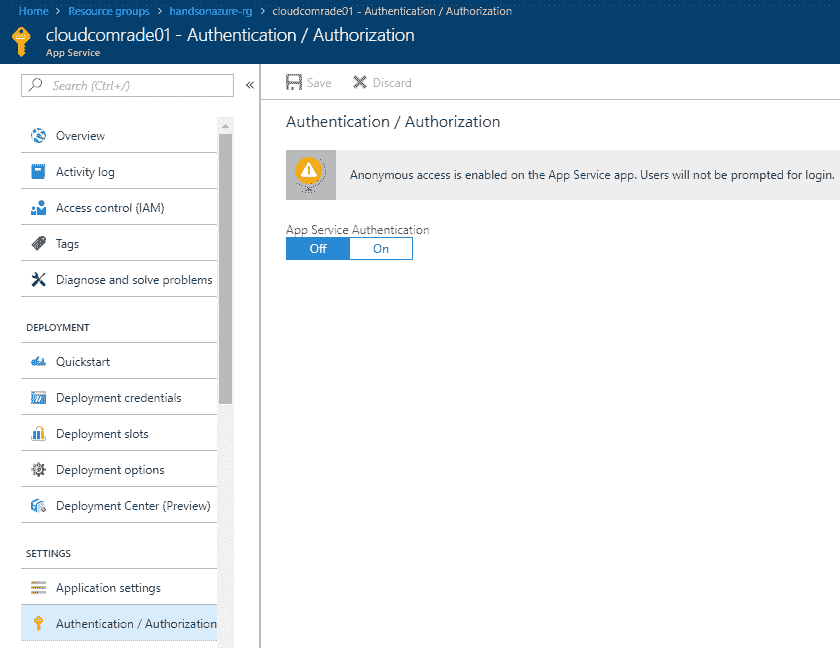 Home > Resource groups > handsonazure-rg > cloudcomrade01 - Authentication / Authorization
cloudcomrade01 - Authentication / Authorization
App Service
Search (Ctrl+/)
«
Overview
Activity log
Access control (IAM)
Tags
Diagnose and solve problems
DEPLOYMENT
Quickstart
Deployment credentials
Deployment slots
Deployment options
Deployment Center (Preview)
SETTINGS
Application settings
Authentication / Authorization
Save Discard
Authentication / Authorization
Anonymous access is enabled on the App Service app. Users will not be prompted for login.
App Service Authentication
Off On